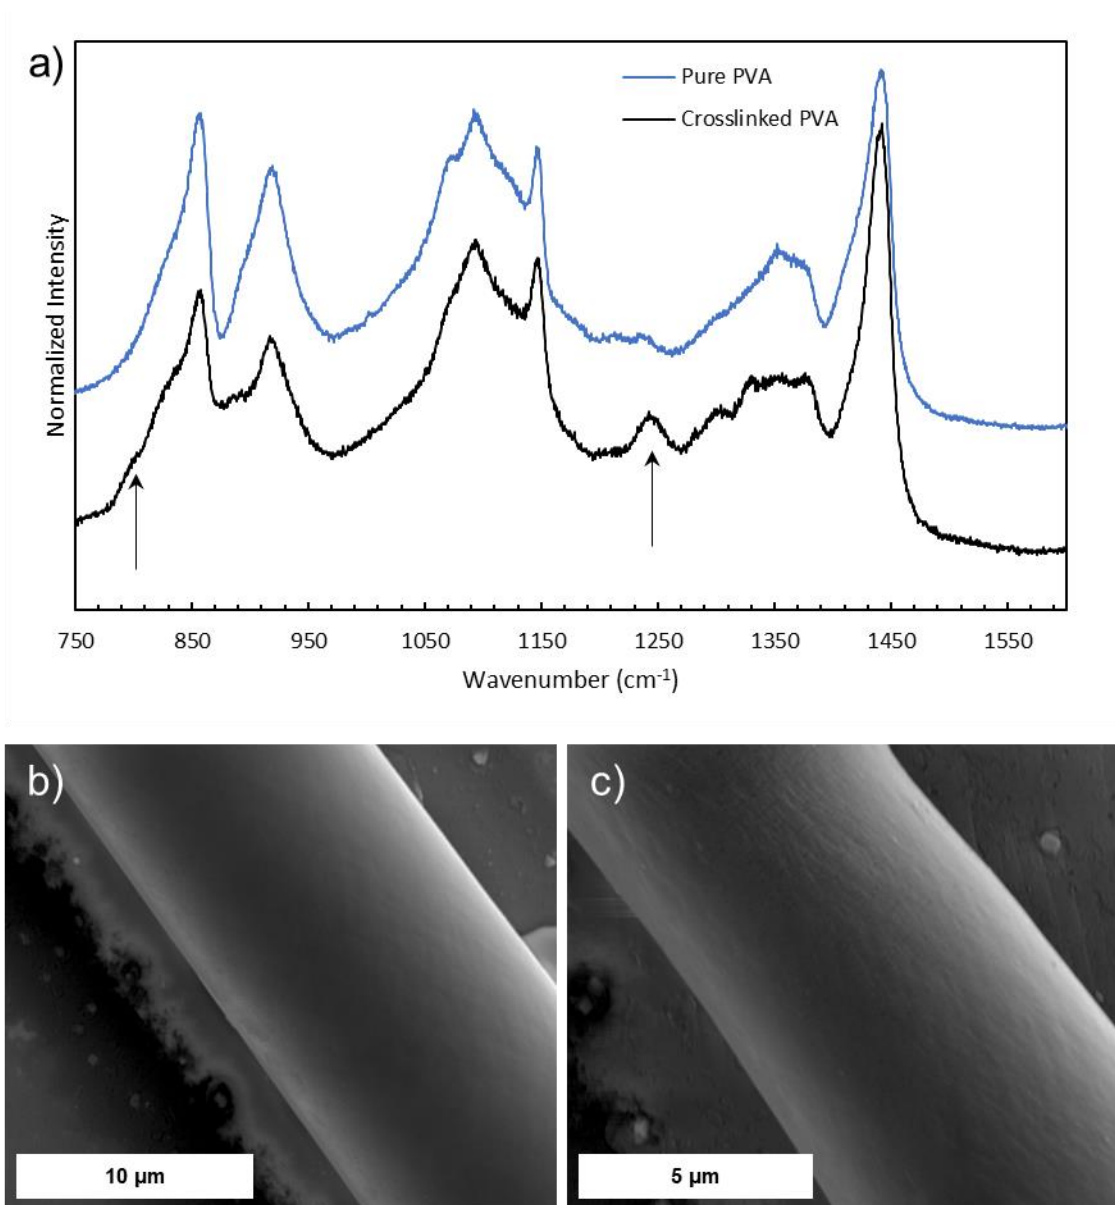 a)
Pure PVA
Crosslinked PVA
Normalized Intensity
750 850 950 1050 1150 1250 1350 1450 1550
Wavenumber (cm⁻¹)
b)
c)
10 µm
5 µm